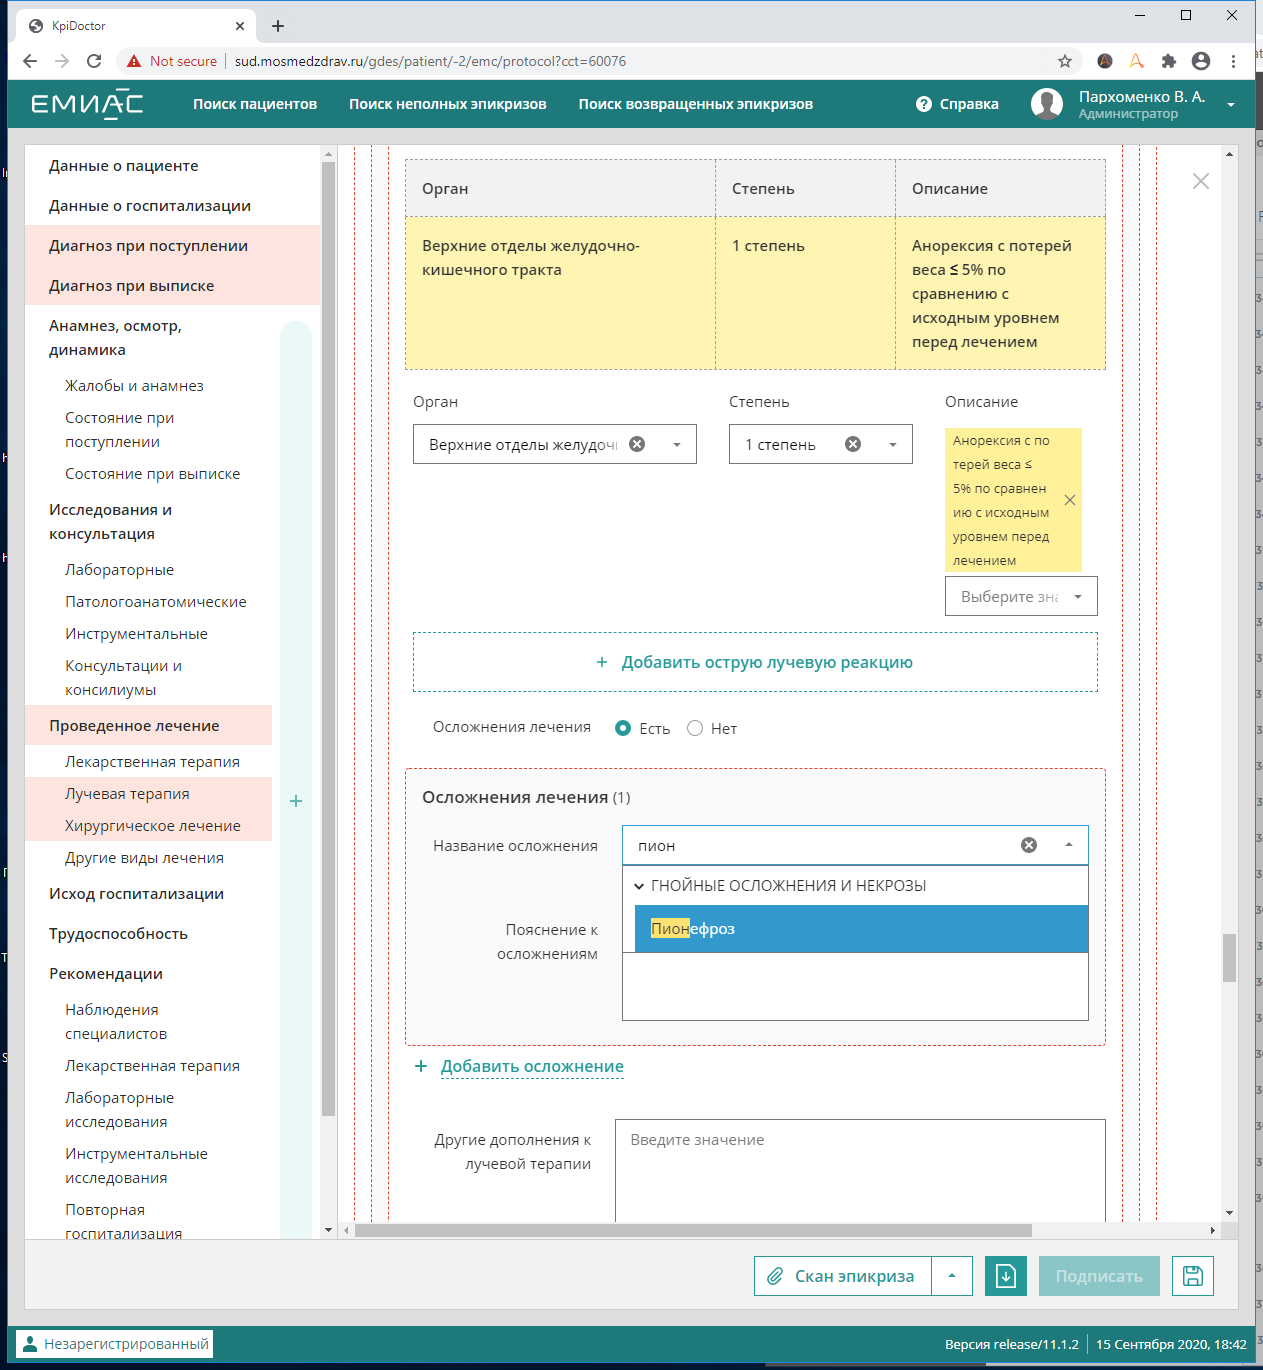 KpiDoctor
Not secure
sud.mosmedzdrav.ru/gdes/patient/-2/emc/protocol?cct=60076
ЕМИАС
Поиск пациентов
Поиск неполных эпикризов
Поиск возвращенных эпикризов
Справка
Пархоменко В. А.
Администратор
Данные о пациенте
Данные о госпитализации
Диагноз при поступлении
Диагноз при выписке
Анамнез, осмотр,
динамика
Жалобы и анамнез
Состояние при
поступлении
Состояние при выписке
Исследования и
консультация
Лабораторные
Патологоанатомические
Инструментальные
Консультации и
консилиумы
Проведенное лечение
Лекарственная терапия
Лучевая терапия
Хирургическое лечение
Другие виды лечения
Исход госпитализации
Трудоспособность
Рекомендации
Наблюдения
специалистов
Лекарственная терапия
Лабораторные
исследования
Инструментальные
исследования
Повторная
госпитализация
Орган
Степень
Описание
Верхние отделы желудочно-
кишечного тракта
1 степень
Анорексия с потерей
веса ≤ 5% по
сравнению с
исходным уровнем
перед лечением
Орган
Степень
Описание
Верхние отделы желудочн
1 степень
Анорексия с по
терей веса ≤
5% по сравнен
ию с исходным
уровнем перед
лечением
Выберите зна
+ Добавить острую лучевую реакцию
Осложнения лечения
Есть
Нет
Осложнения лечения (1)
Название осложнения
пион
ГНОЙНЫЕ ОСЛОЖНЕНИЯ И НЕКРОЗЫ
Пионефроз
Пояснение к
осложнениям
+ Добавить осложнение
Другие дополнения к
лучевой терапии
Введите значение
Скан эпикриза
Подписать
Незарегистрированный
Версия release/11.1.2
15 Сентября 2020, 18:42